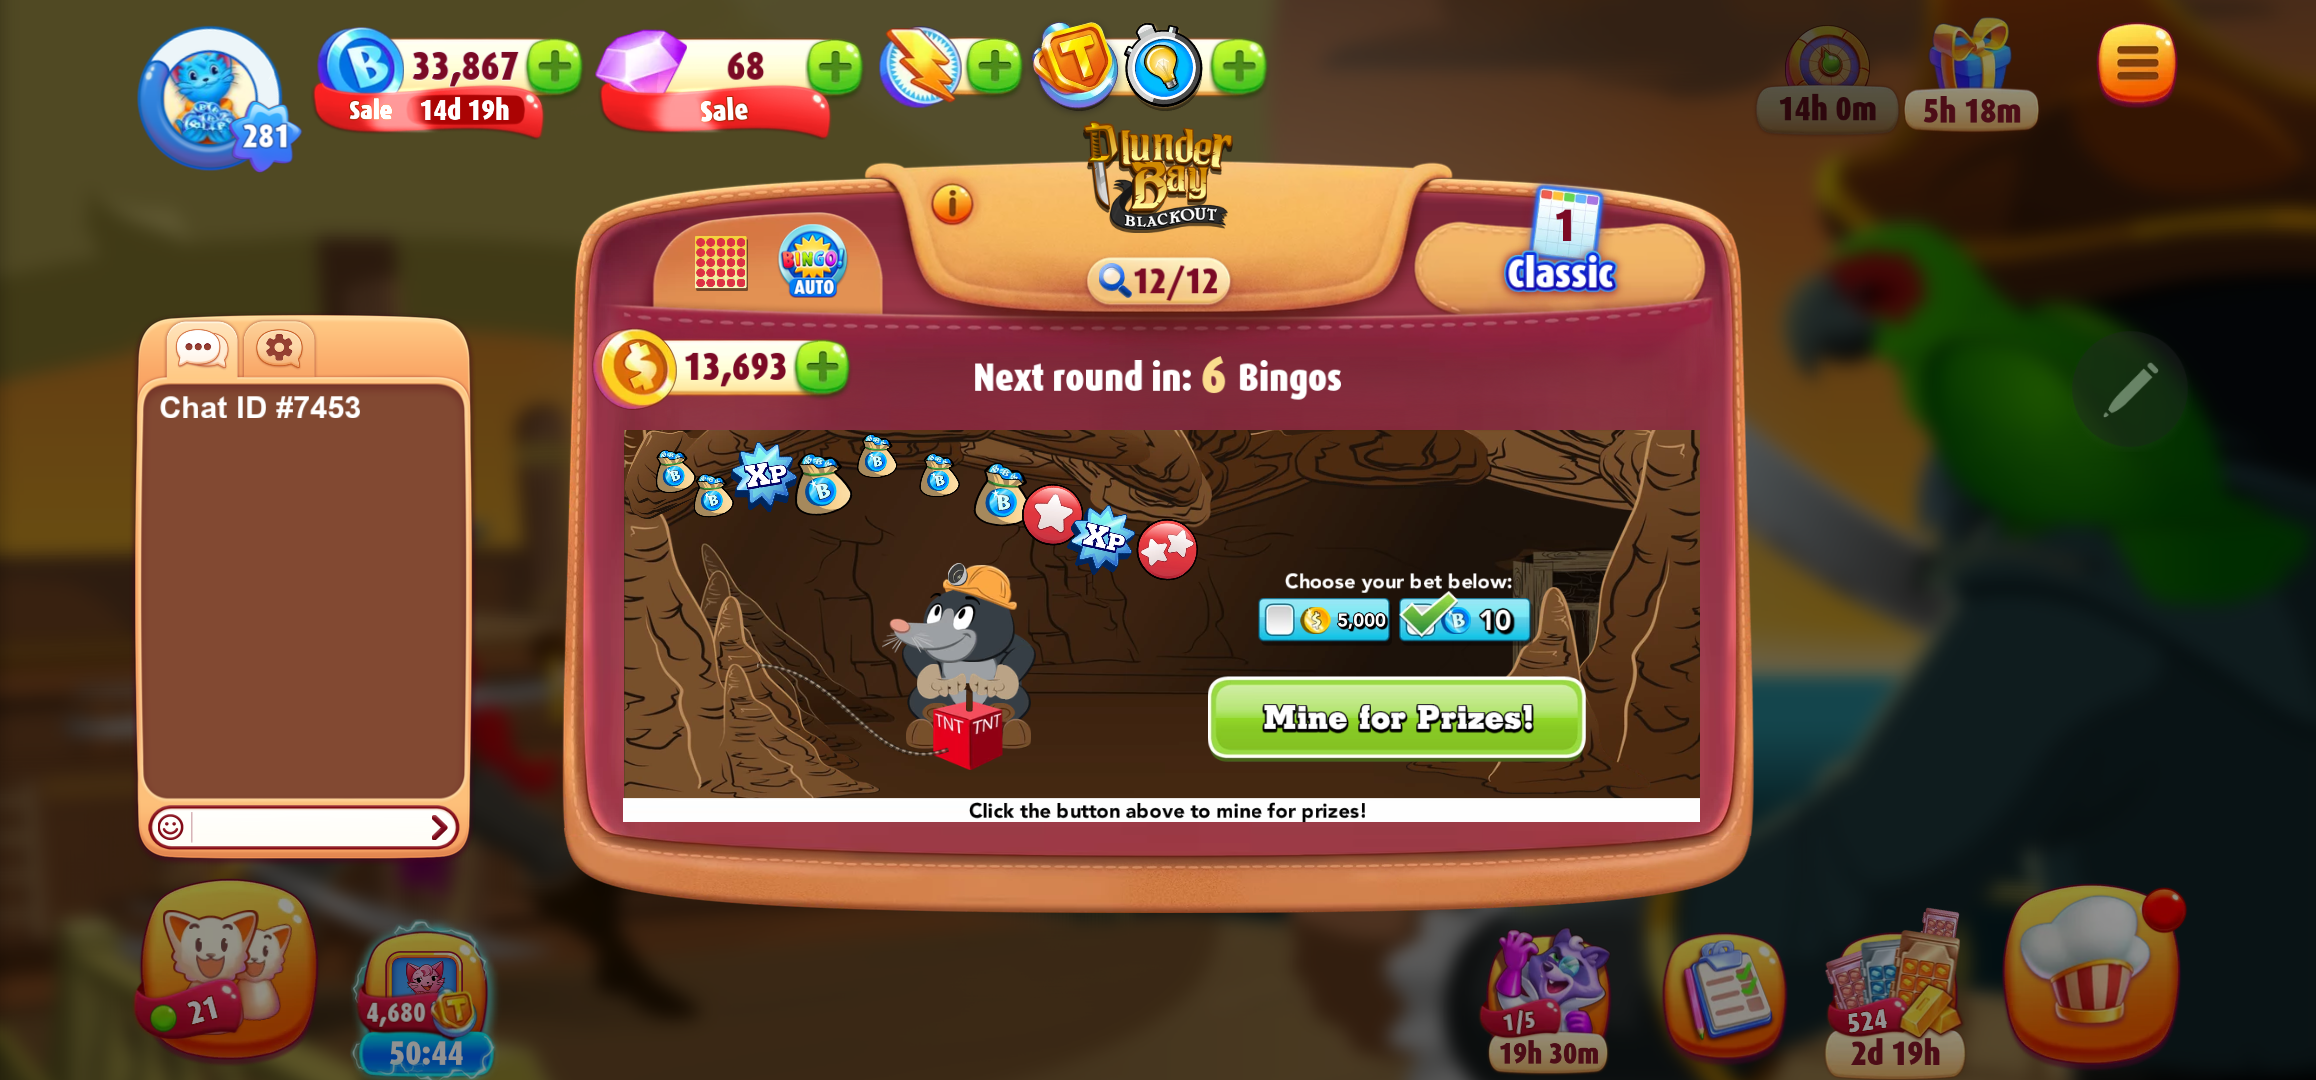 B 33,867
68
T
14h 0m
5h 18m
281
Sale 14d 19h
Sale
Plunder
Bay
BLACKOUT
BINGO!
AUTO
12/12
1
Classic
$ 13,693
Next round in: 6 Bingos
Chat ID #7453
B B XP B B B B XP
Choose your bet below:
$ 5,000
B 10
TNT TNT
Mine for Prizes!
Click the button above to mine for prizes!
21
4,680 T
50:44
1/5
19h 30m
524
2d 19h